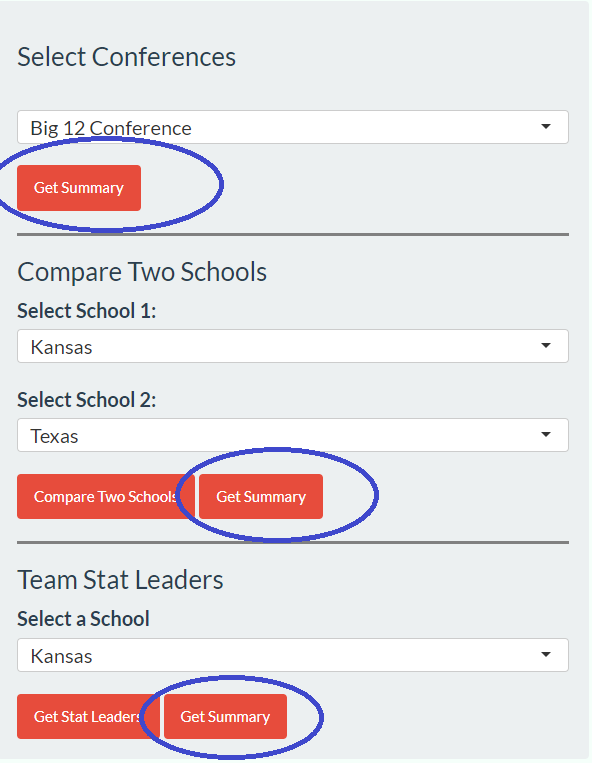 Select Conferences
Big 12 Conference
Get Summary
Compare Two Schools
Select School 1:
Kansas
Select School 2:
Texas
Compare Two Schools Get Summary
Team Stat Leaders
Select a School
Kansas
Get Stat Leaders Get Summary